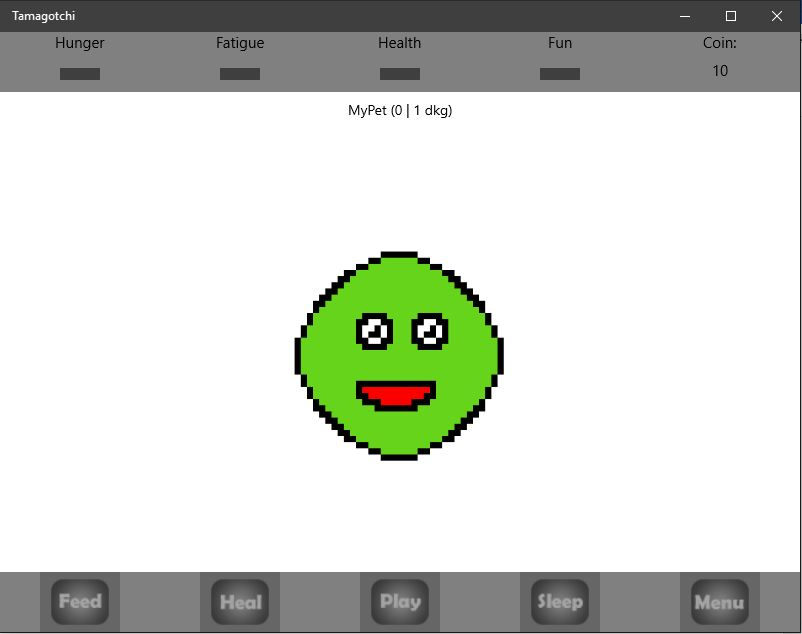 Tamagotchi
Hunger Fatigue Health Fun Coin:
10
MyPet (0 | 1 dkg)
Feed Heal Play Sleep Menu